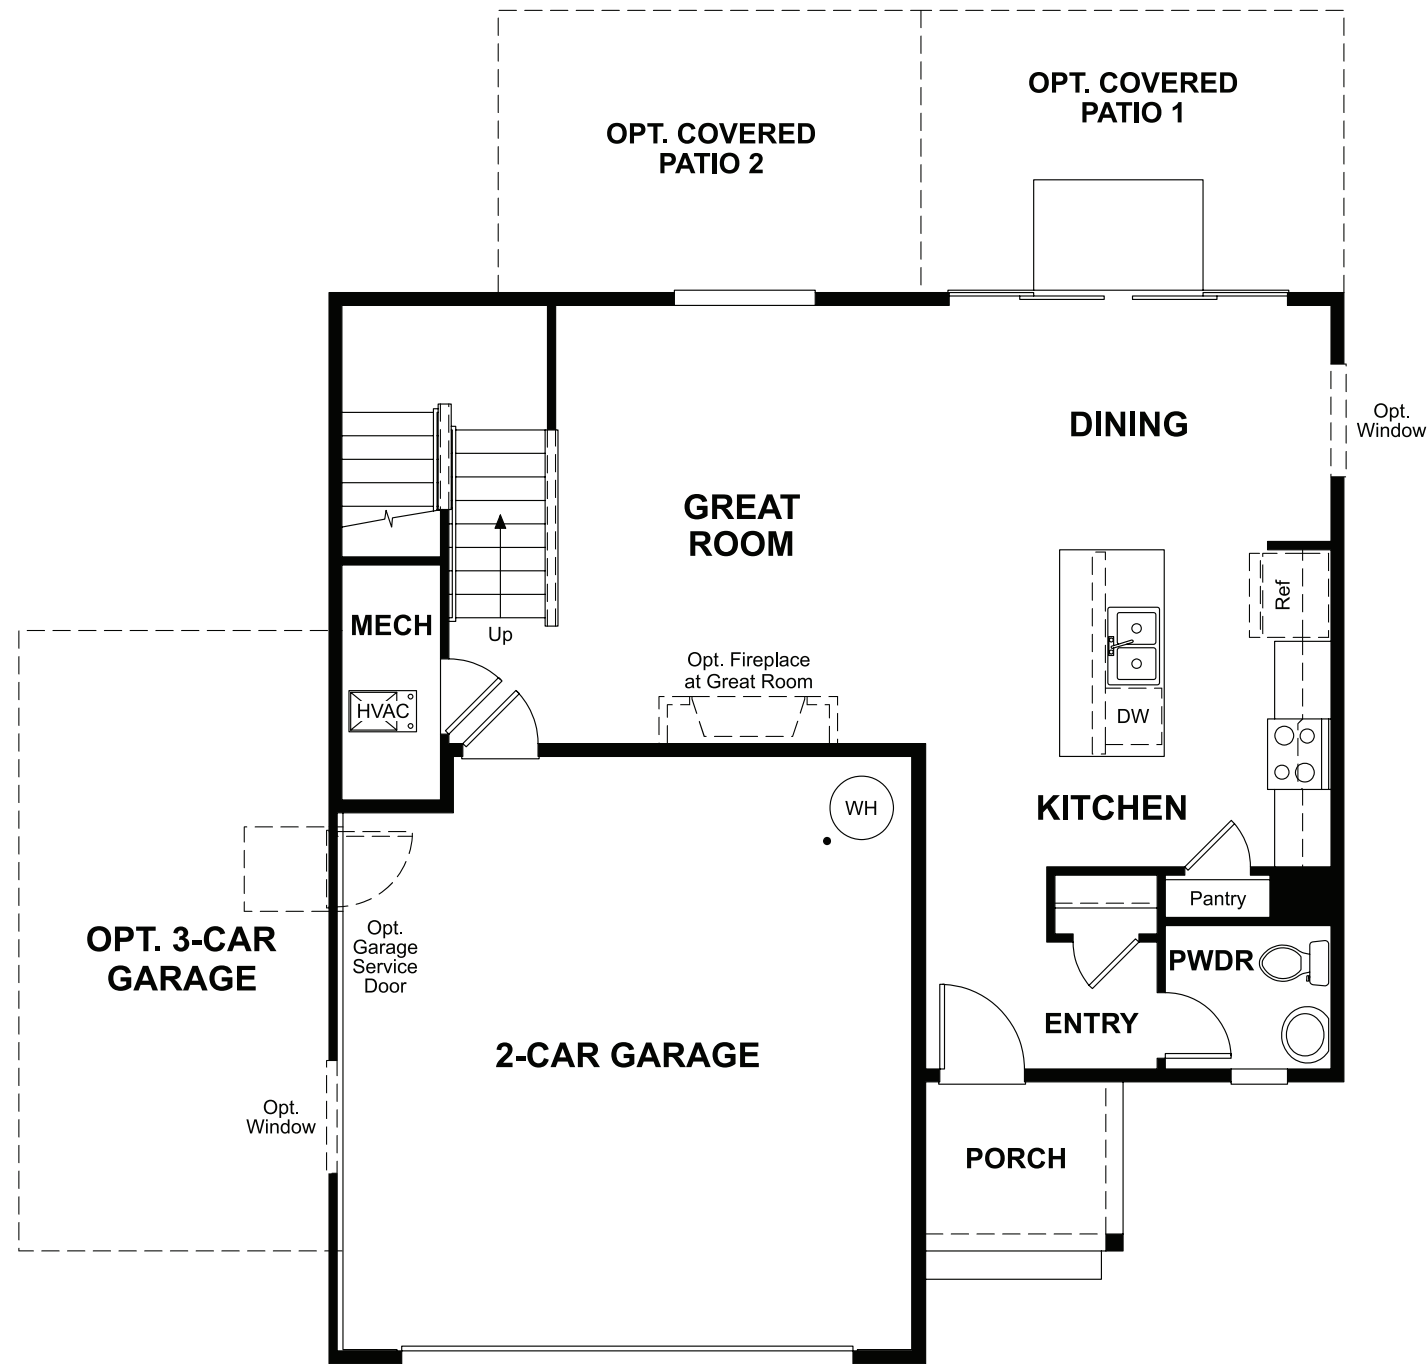 OPT. COVERED
PATIO 1
OPT. COVERED
PATIO 2
DINING
Opt.
Window
GREAT
ROOM
Ref
MECH
Up
Opt. Fireplace
at Great Room
HVAC
DW
KITCHEN
WH
Pantry
OPT. 3-CAR
GARAGE
Opt.
Garage
Service
Door
PWDR
ENTRY
2-CAR GARAGE
Opt.
Window
PORCH